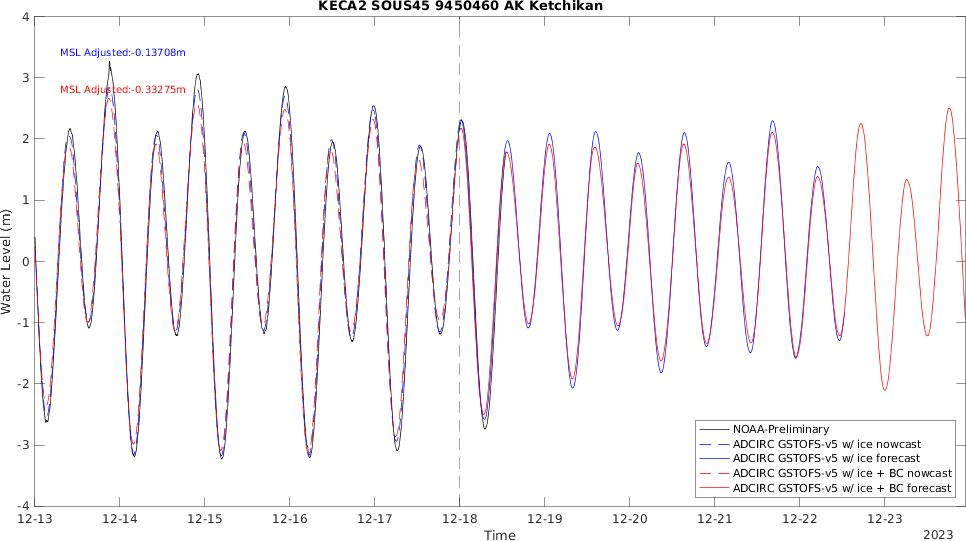 KECA2 SOUS45 9450460 AK Ketchikan
4
3
2
1
0
-1
-2
-3
-4
Water Level (m)
MSL Adjusted:-0.13708m
MSL Adjusted:-0.33275m
NOAA-Preliminary
ADCIRC GSTOFS-v5 w/ ice nowcast
ADCIRC GSTOFS-v5 w/ ice forecast
ADCIRC GSTOFS-v5 w/ ice + BC nowcast
ADCIRC GSTOFS-v5 w/ ice + BC forecast
12-13 12-14 12-15 12-16 12-17 12-18 12-19 12-20 12-21 12-22 12-23
Time
2023